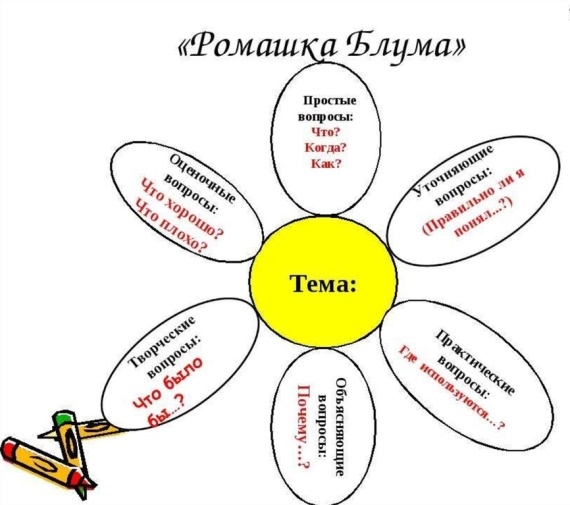 «Ромашка Блума»
Простые
вопросы:
Что?
Когда?
Как?
Уточняющие
вопросы:
(Правильно ли я
понял...?)
Практические
вопросы:
Где используются...?
Объясняющие
вопросы:
Почему....?
Творческие
вопросы:
Что было
бы...?
Оценочные
вопросы:
Что хорошо?
Что плохо?
Тема: